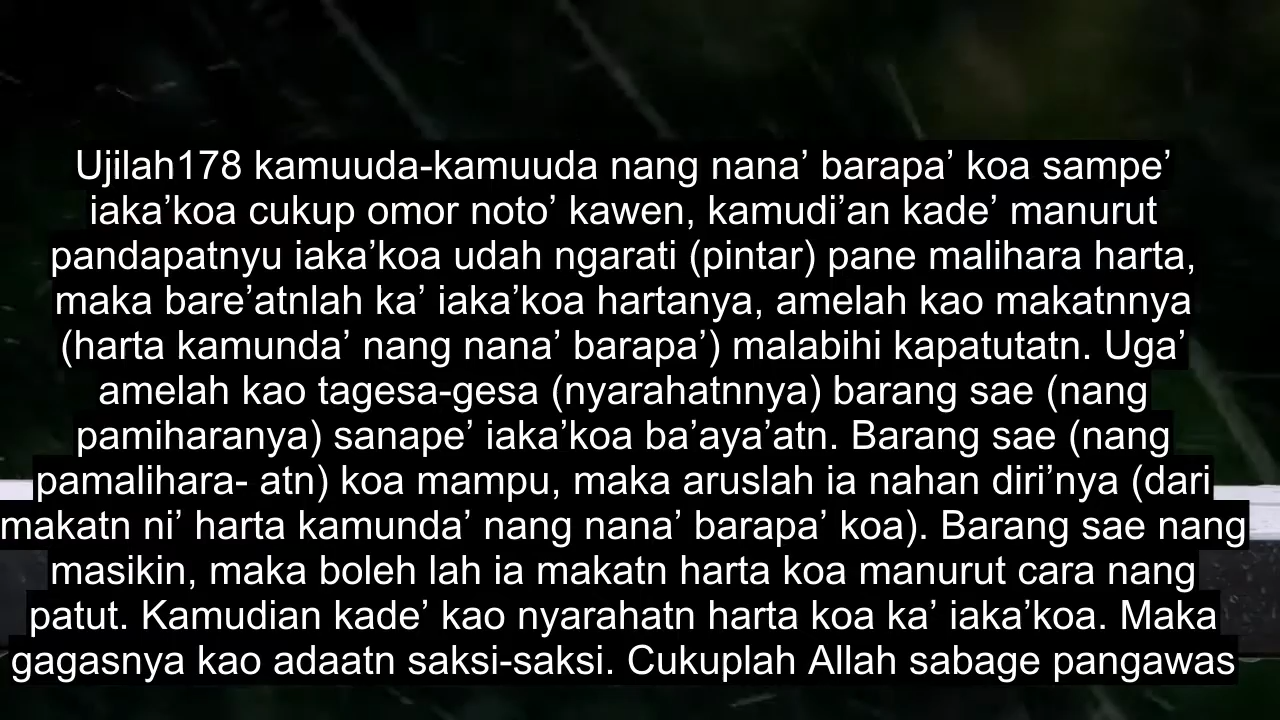 Ujilah178 kamuuda-kamuuda nang nana’ barapa’ koa sampe’
iaka’koa cukup omor noto’ kawen, kamudi’an kade’ manurut
pandapatnyu iaka’koa udah ngarati (pintar) pane malihara harta,
maka bare’atnlah ka’ iaka’koa hartanya, amelah kao makatnnya
(harta kamunda’ nang nana’ barapa’) malabihi kapatutatn. Uga’
amelah kao tagesa-gesa (nyarahatnnya) barang sae (nang
pamiharanya) sanape’ iaka’koa ba’aya’atn. Barang sae (nang
pamalihara- atn) koa mampu, maka aruslah ia nahan diri’nya (dari
makatn ni’ harta kamunda’ nang nana’ barapa’ koa). Barang sae nang
masikin, maka boleh lah ia makatn harta koa manurut cara nang
patut. Kamudian kade’ kao nyarahatn harta koa ka’ iaka’koa. Maka
gagasnya kao adaatn saksi-saksi. Cukuplah Allah sabage pangawas